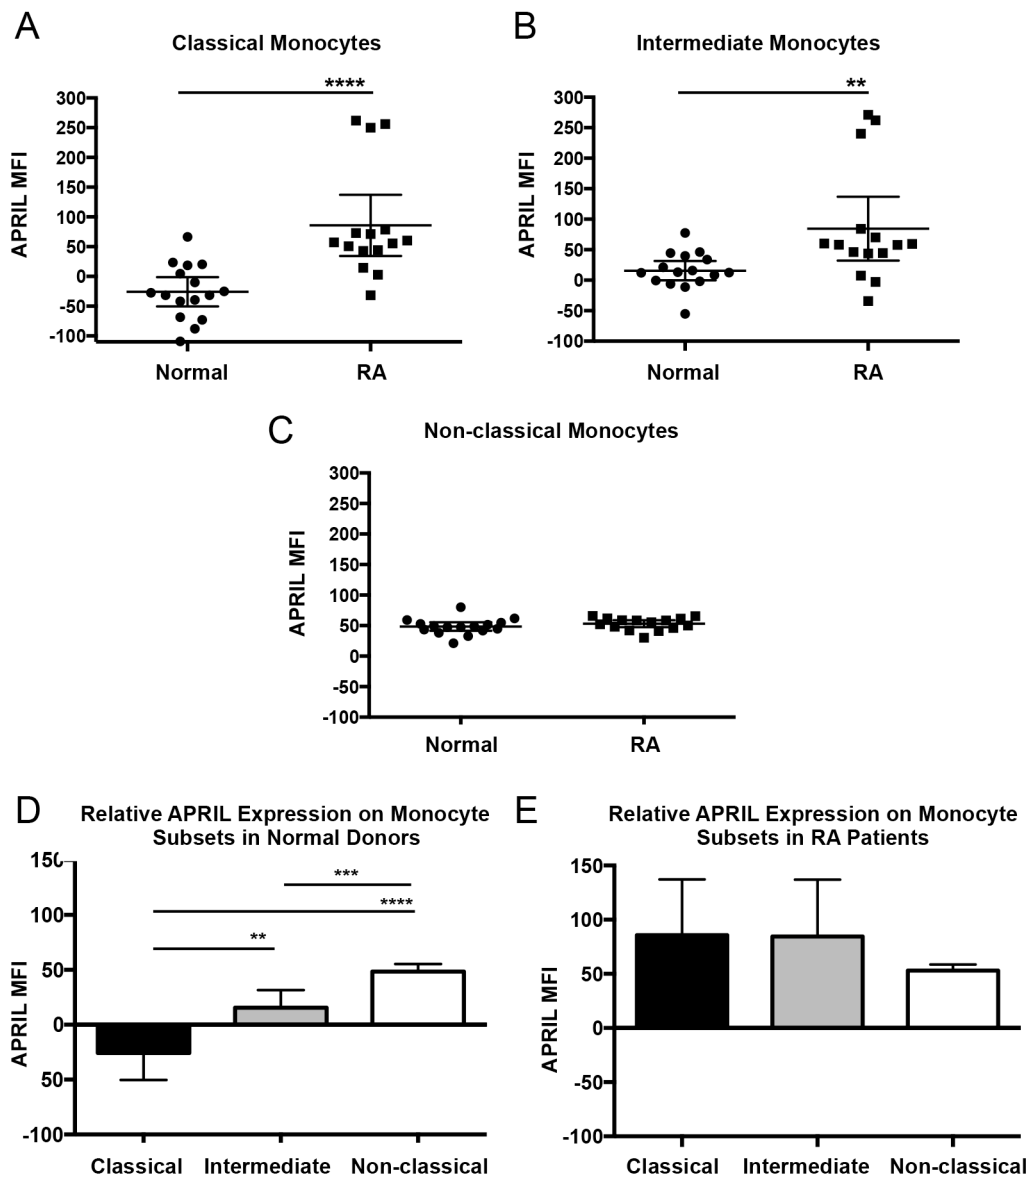 A
Classical Monocytes
****
APRIL MFI
300
250
200
150
100
50
0
-50
-100
Normal
RA
B
Intermediate Monocytes
**
APRIL MFI
300
250
200
150
100
50
0
-50
-100
Normal
RA
C
Non-classical Monocytes
APRIL MFI
300
250
200
150
100
50
0
-50
-100
Normal
RA
D
Relative APRIL Expression on Monocyte
Subsets in Normal Donors
***
****
**
APRIL MFI
150
100
50
0
50
-100
Classical
Intermediate
Non-classical
E
Relative APRIL Expression on Monocyte
Subsets in RA Patients
APRIL MFI
150
100
50
0
-50
-100
Classical
Intermediate
Non-classical